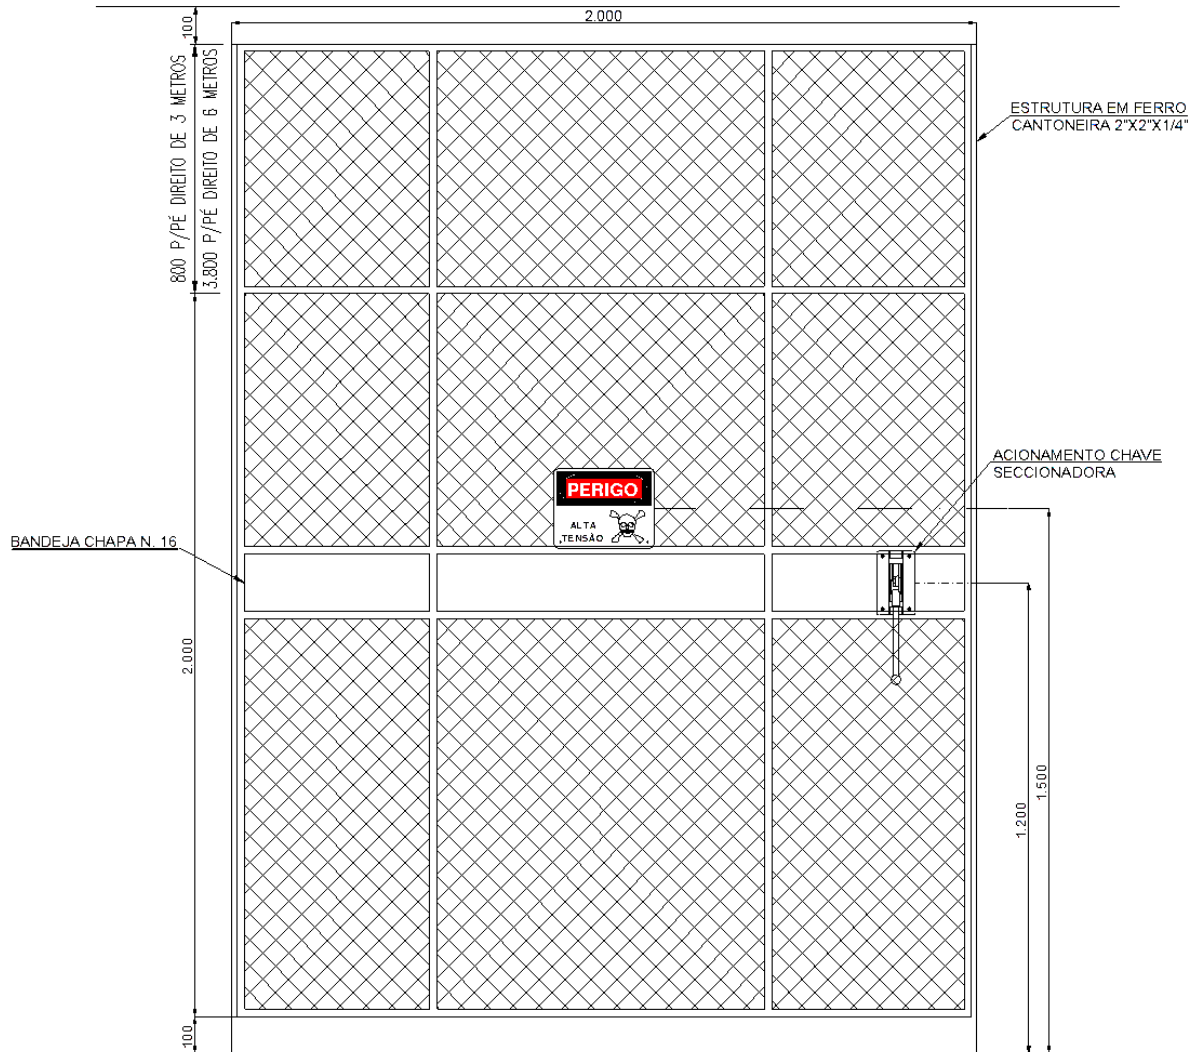 2.000
100
800 P/PÉ DIREITO DE 3 METROS
3.800 P/PÉ DIREITO DE 6 METROS
ESTRUTURA EM FERRO
CANTONEIRA 2"X2"X1/4"
ACIONAMENTO CHAVE
SECCIONADORA
PERIGO
ALTA
TENSÃO
BANDEJA CHAPA N. 16
2.000
1.500
1.200
100